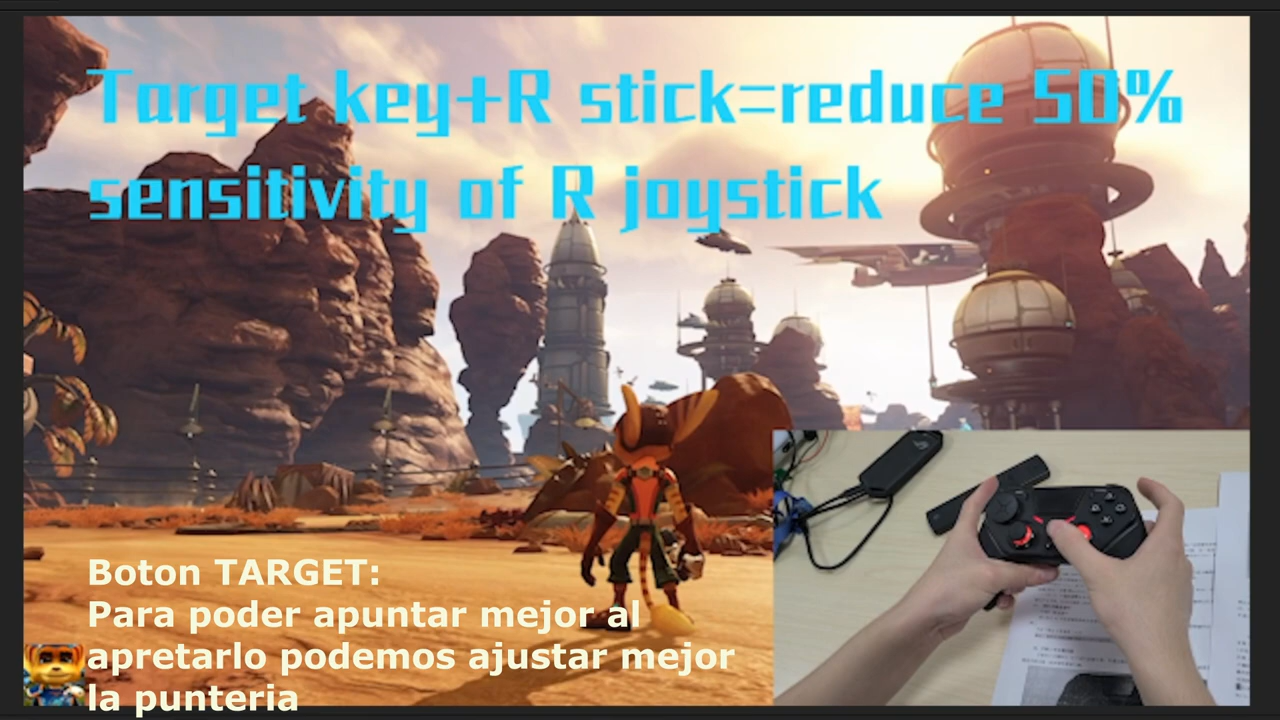 Target key+R stick=reduce 50%
sensitivity of R joystick
Boton TARGET:
Para poder apuntar mejor al
apretarlo podemos ajustar mejor
la punteria